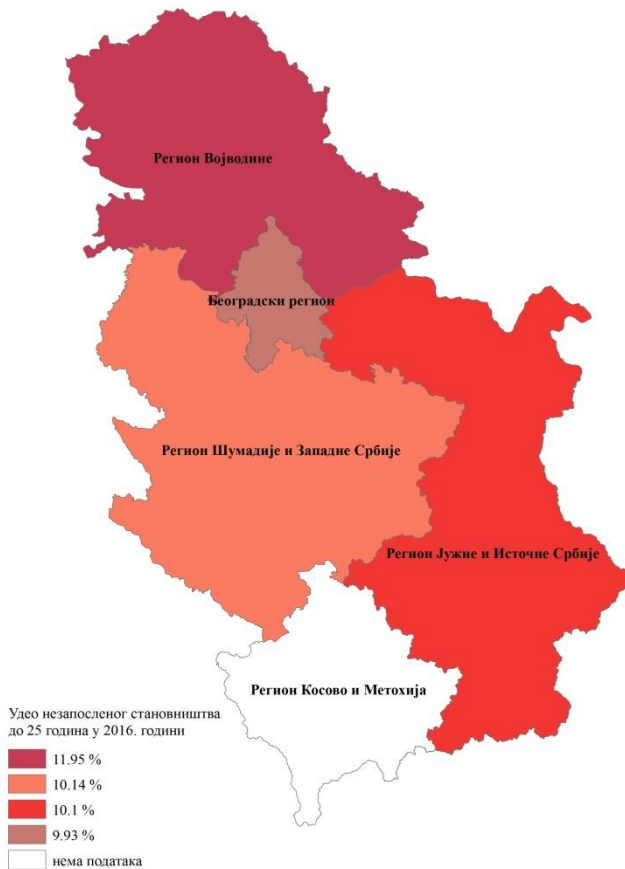 Регион Војводине
Београдски регион
Регион Шумадије и Западне Србије
Регион Јужне и Источне Србије
Регион Косово и Метохија
Удео незапосленог становништва
до 25 година у 2016. години
11.95 %
10.14 %
10.1 %
9.93 %
нема података